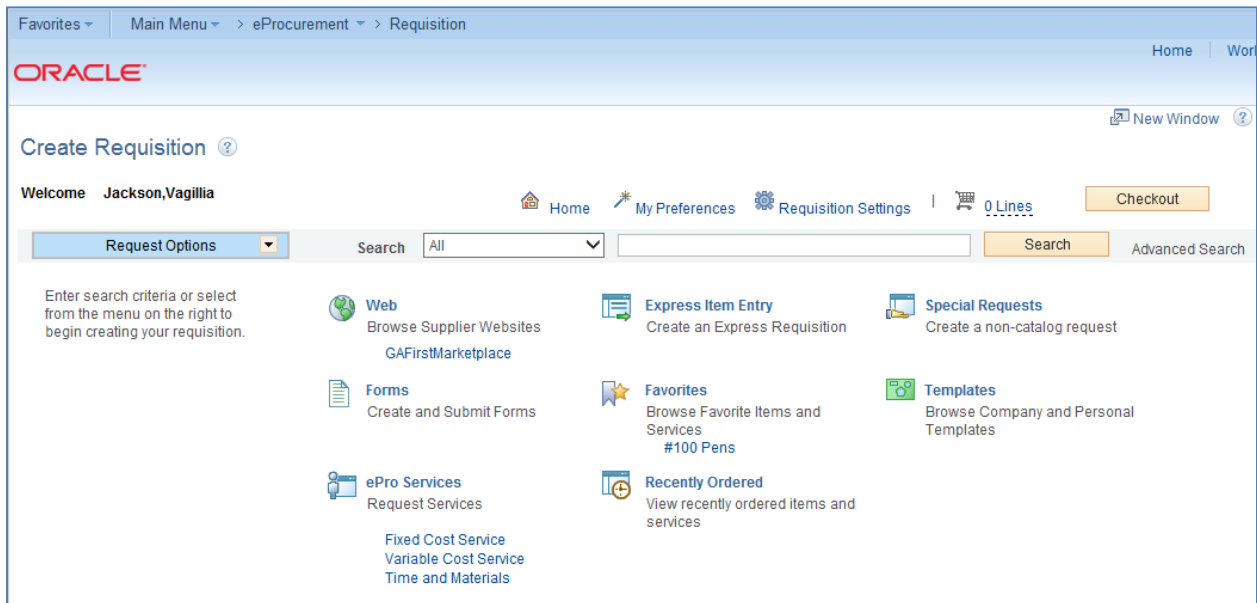 Favorites Main Menu > eProcurement > Requisition
Home
ORACLE
New Window ?
Create Requisition ?
Welcome Jackson,Vagillia
Home My Preferences Requisition Settings | 0 Lines Checkout
Request Options Search All Search Advanced Search
Enter search criteria or select
from the menu on the right to
begin creating your requisition.
Web
Browse Supplier Websites
GAFirstMarketplace
Express Item Entry
Create an Express Requisition
Special Requests
Create a non-catalog request
Forms
Create and Submit Forms
Favorites
Browse Favorite Items and
Services
#100 Pens
Templates
Browse Company and Personal
Templates
ePro Services
Request Services
Fixed Cost Service
Variable Cost Service
Time and Materials
Recently Ordered
View recently ordered items and
services